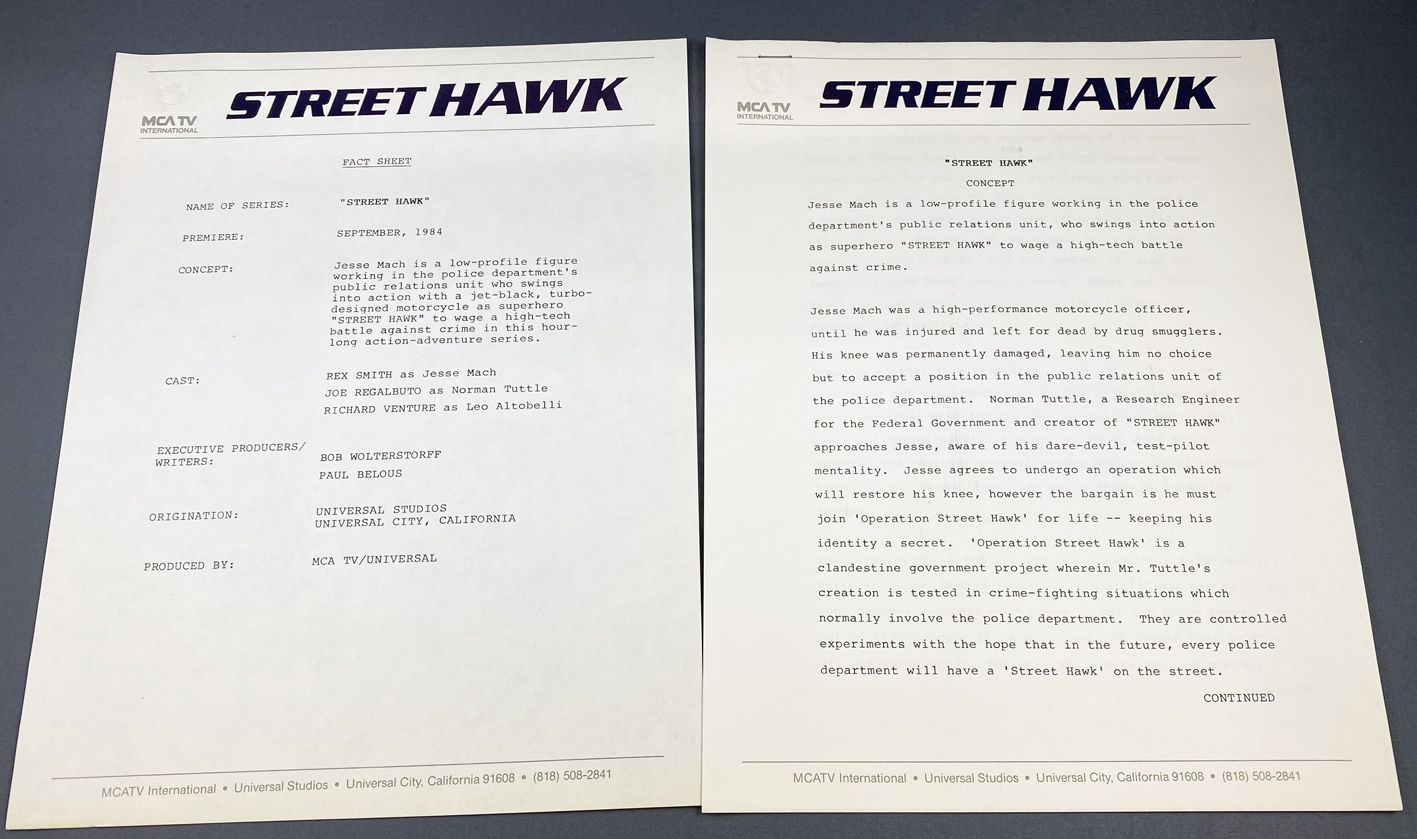 MCA TV
INTERNATIONAL
STREET HAWK
FACT SHEET
NAME OF SERIES: "STREET HAWK"
PREMIERE: SEPTEMBER, 1984
CONCEPT: Jesse Mach is a low-profile figure
working in the police department's
public relations unit who swings
into action with a jet-black, turbo-
designed motorcycle as superhero
"STREET HAWK" to wage a high-tech
battle against crime in this hour-
long action-adventure series.
CAST: REX SMITH as Jesse Mach
JOE REGALBUTO as Norman Tuttle
RICHARD VENTURE as Leo Altobelli
EXECUTIVE PRODUCERS/
WRITERS: BOB WOLTERSTORFF
PAUL BELOUS
ORIGINATION: UNIVERSAL STUDIOS
UNIVERSAL CITY, CALIFORNIA
PRODUCED BY: MCA TV/UNIVERSAL
MCATV International • Universal Studios • Universal City, California 91608 • (818) 508-2841
MCA TV
INTERNATIONAL
STREET HAWK
"STREET HAWK"
CONCEPT
Jesse Mach is a low-profile figure working in the police
department's public relations unit, who swings into action
as superhero "STREET HAWK" to wage a high-tech battle
against crime.
Jesse Mach was a high-performance motorcycle officer,
until he was injured and left for dead by drug smugglers.
His knee was permanently damaged, leaving him no choice
but to accept a position in the public relations unit of
the police department. Norman Tuttle, a Research Engineer
for the Federal Government and creator of "STREET HAWK"
approaches Jesse, aware of his dare-devil, test-pilot
mentality. Jesse agrees to undergo an operation which
will restore his knee, however the bargain is he must
join 'Operation Street Hawk' for life -- keeping his
identity a secret. 'Operation Street Hawk' is a
clandestine government project wherein Mr. Tuttle's
creation is tested in crime-fighting situations which
normally involve the police department. They are controlled
experiments with the hope that in the future, every police
department will have a 'Street Hawk' on the street.
CONTINUED
MCATV International • Universal Studios • Universal City, California 91608 • (818) 508-2841